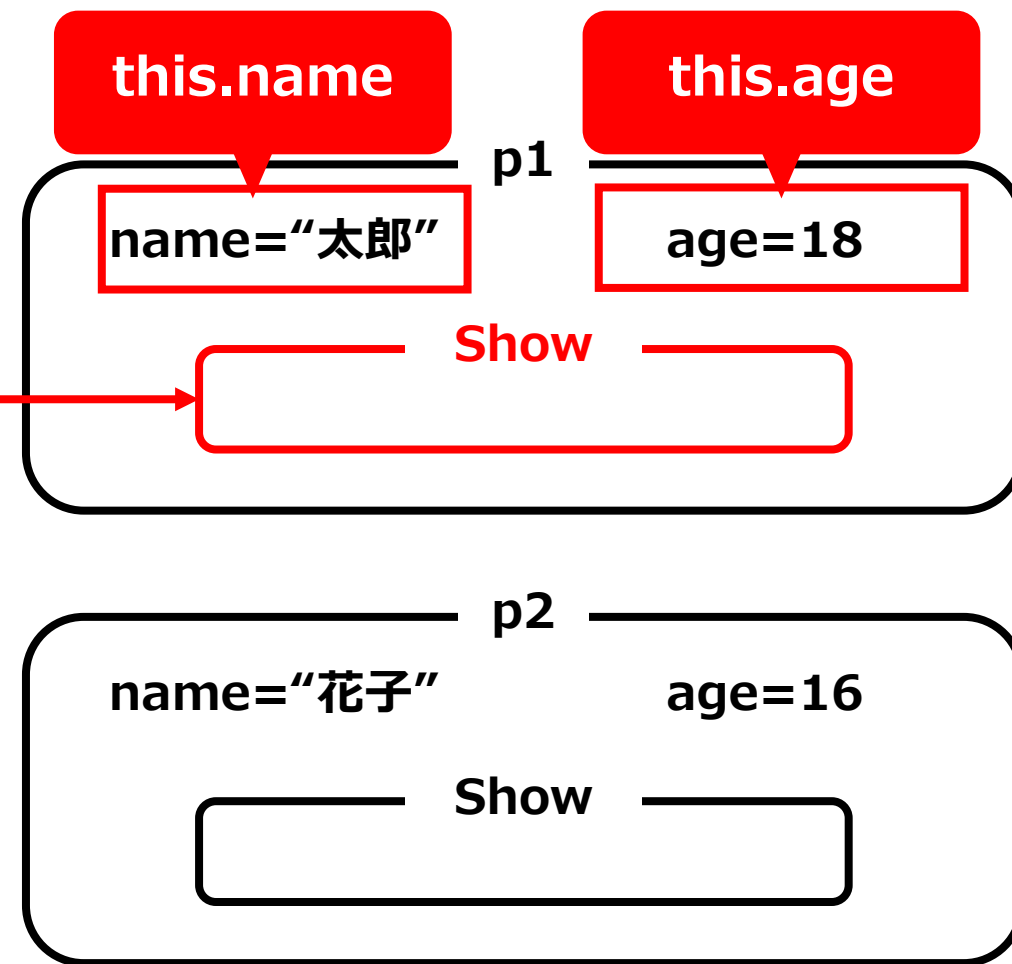 this.name
this.age
p1
name=“太郎”
age=18
Show
p2
name=“花子”
age=16
Show